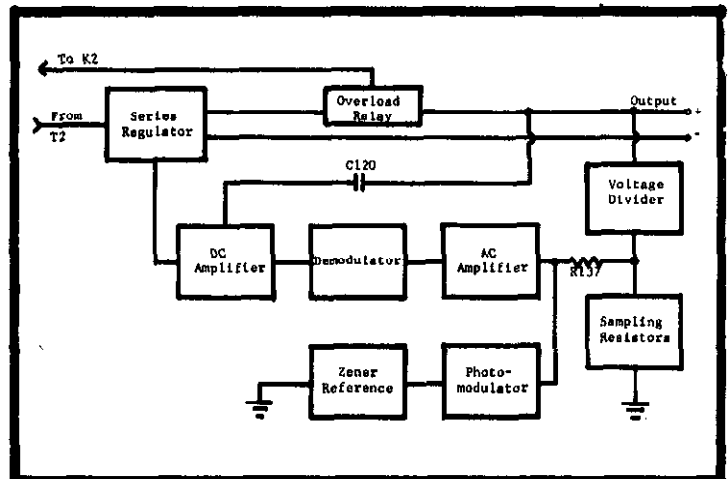 To K2
From
T2
Series
Regulator
Overload
Relay
Output
+
-
C120
Voltage
Divider
DC
Amplifier
Demodulator
AC
Amplifier
R137
Sampling
Resistors
Zener
Reference
Photo-
modulator